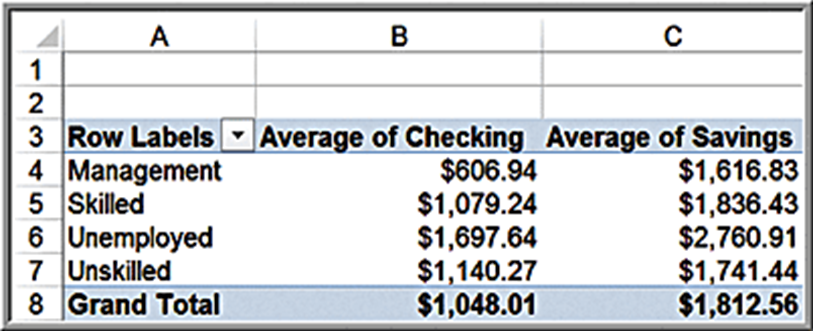 A B C
1
2
3 Row Labels Average of Checking Average of Savings
4 Management $606.94 $1,616.83
5 Skilled $1,079.24 $1,836.43
6 Unemployed $1,697.64 $2,760.91
7 Unskilled $1,140.27 $1,741.44
8 Grand Total $1,048.01 $1,812.56